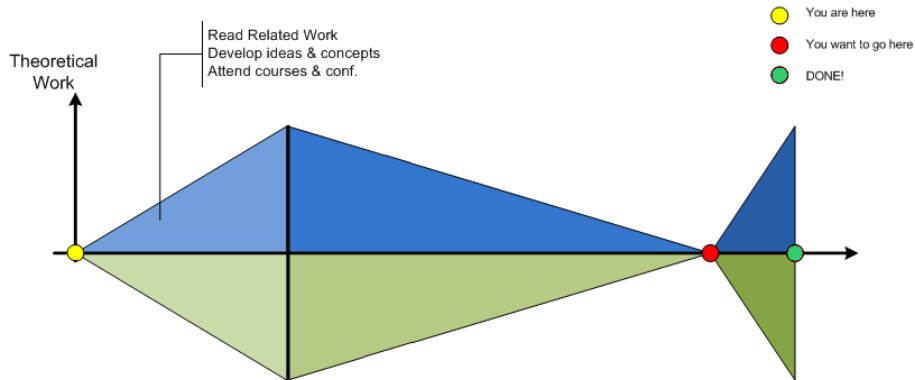 You are here
You want to go here
DONE!
Read Related Work
Develop ideas & concepts
Attend courses & conf.
Theoretical
Work